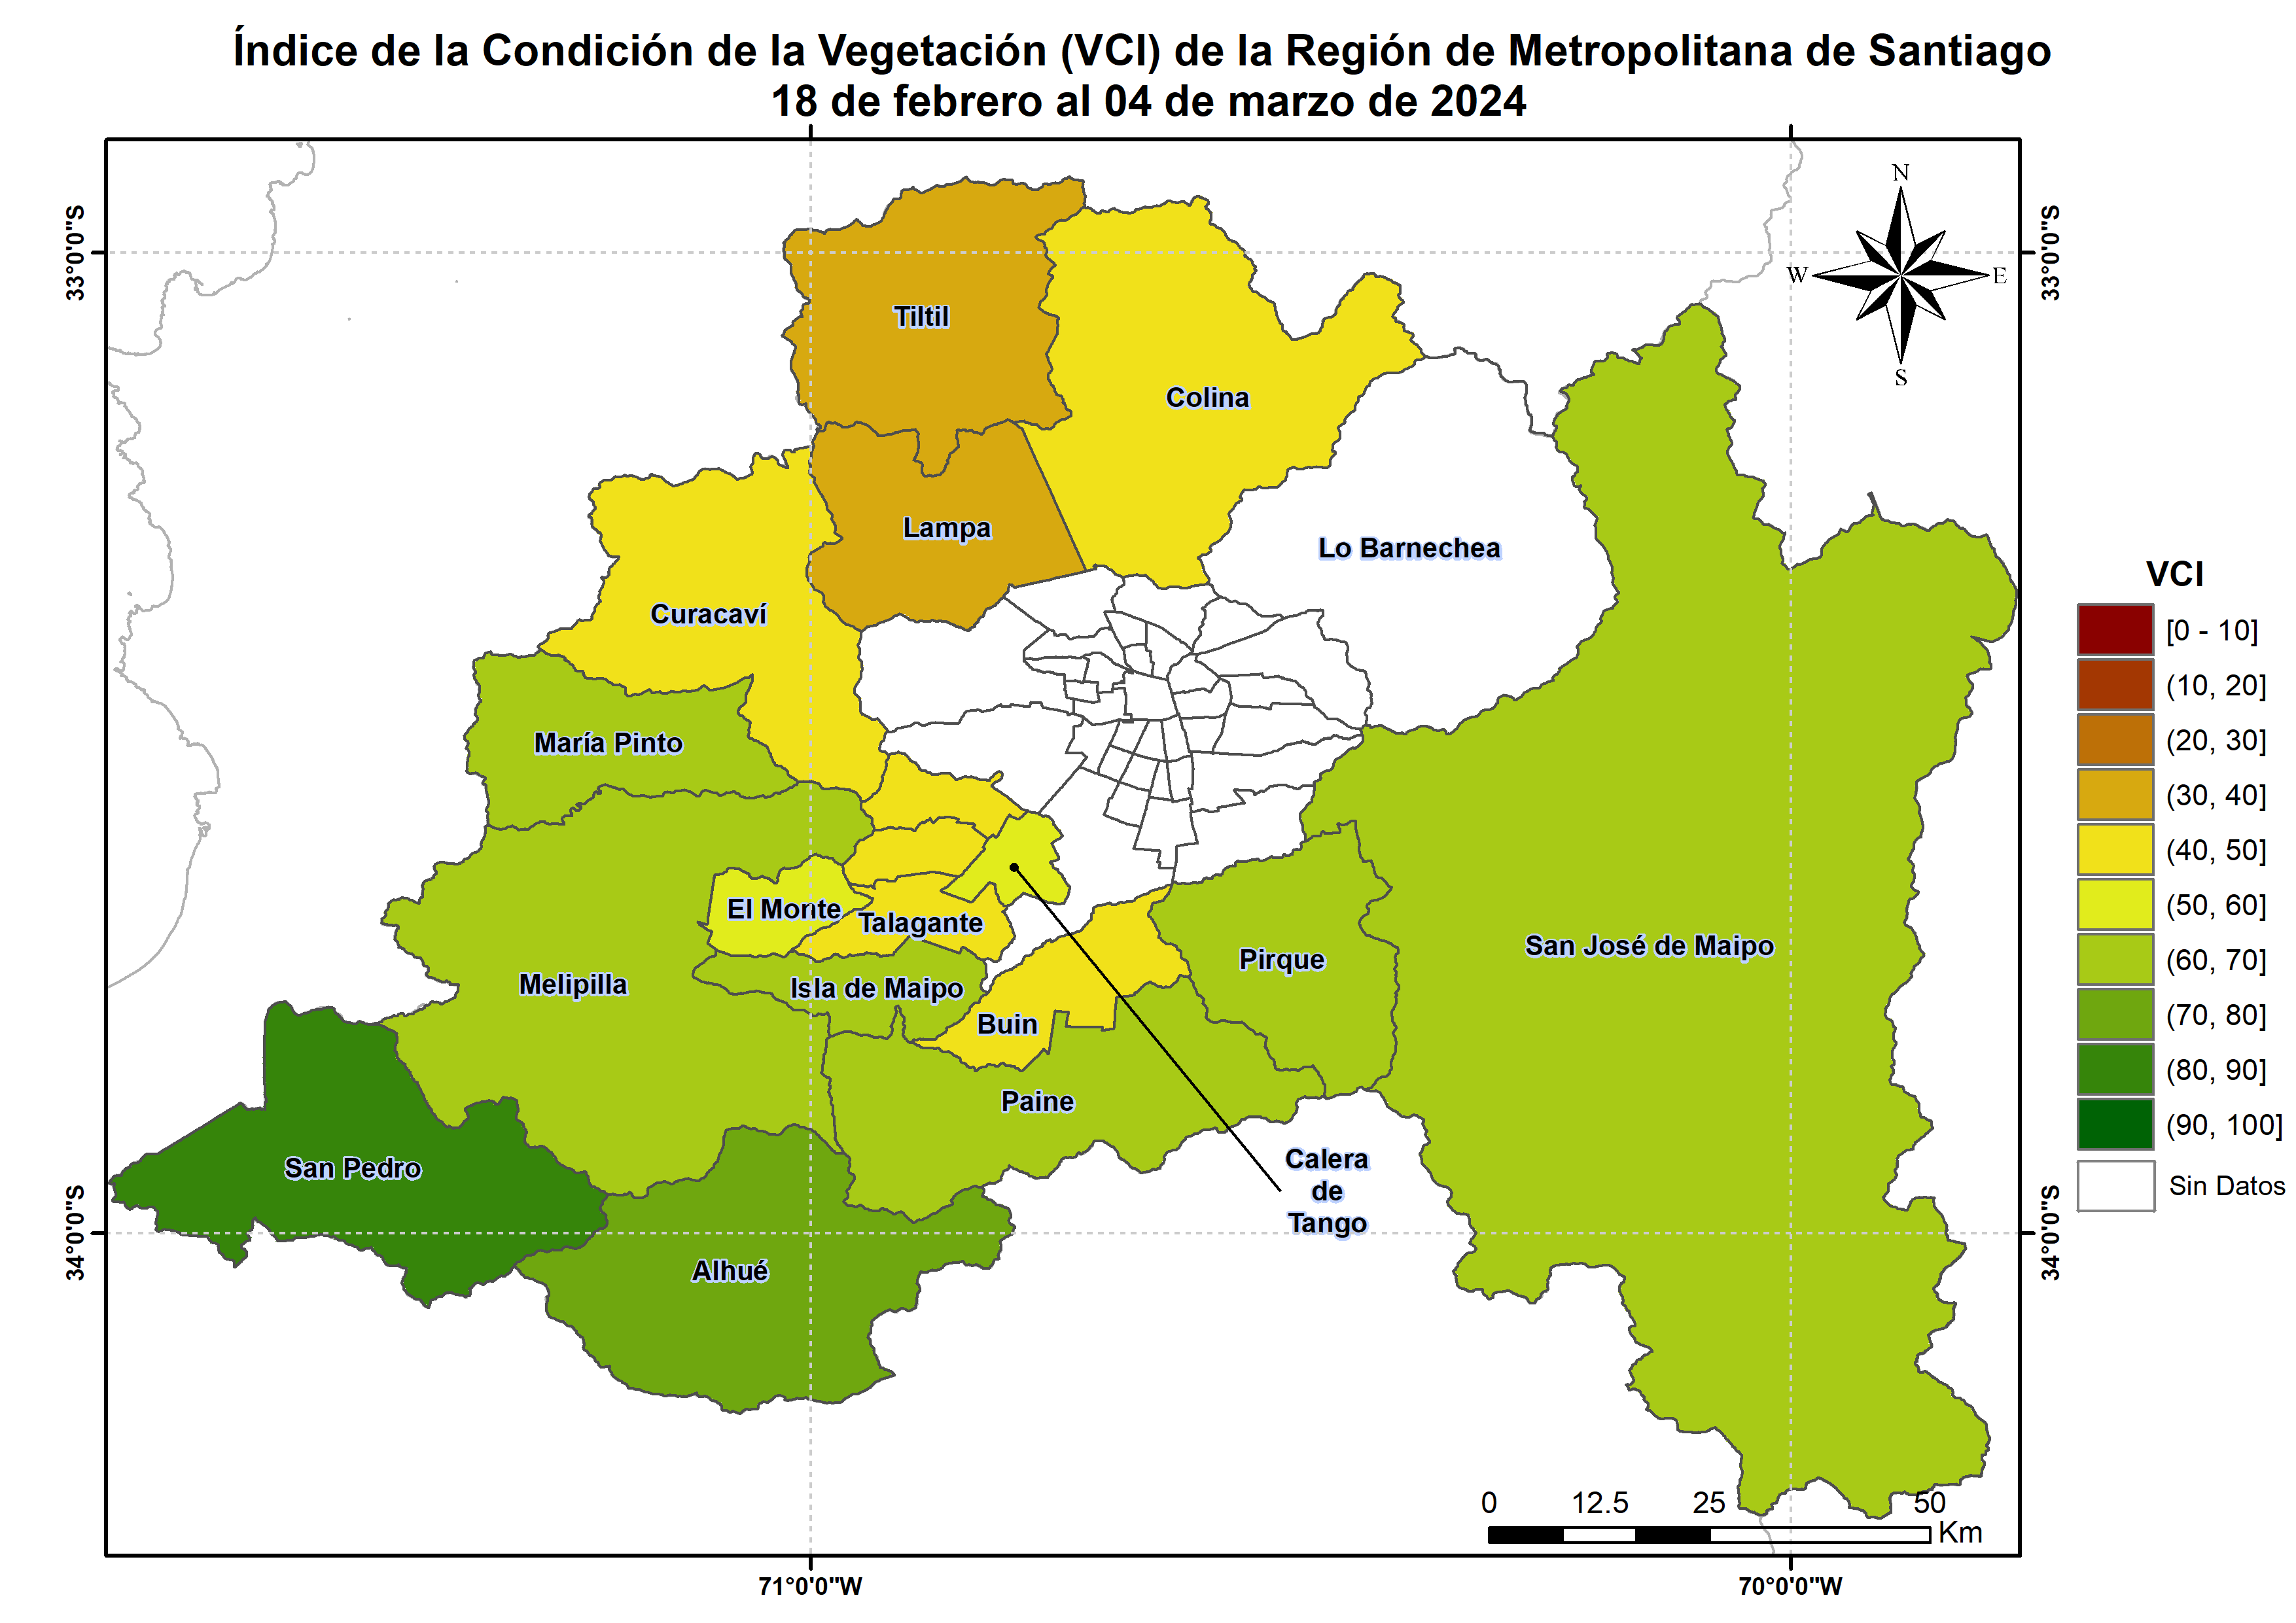 Índice de la Condición de la Vegetación (VCI) de la Región de Metropolitana de Santiago
18 de febrero al 04 de marzo de 2024
33°0'0"S
33°0'0"S
N
W
E
S
Tiltil
Colina
Lampa
Lo Barnechea
Curacaví
María Pinto
El Monte
Talagante
Melipilla
Isla de Maipo
Buin
Pirque
San José de Maipo
Paine
San Pedro
Calera
de
Tango
Alhué
34°0'0"S
34°0'0"S
VCI
[0 - 10]
(10, 20]
(20, 30]
(30, 40]
(40, 50]
(50, 60]
(60, 70]
(70, 80]
(80, 90]
(90, 100]
Sin Datos
0 12.5 25 50
Km
71°0'0"W
70°0'0"W